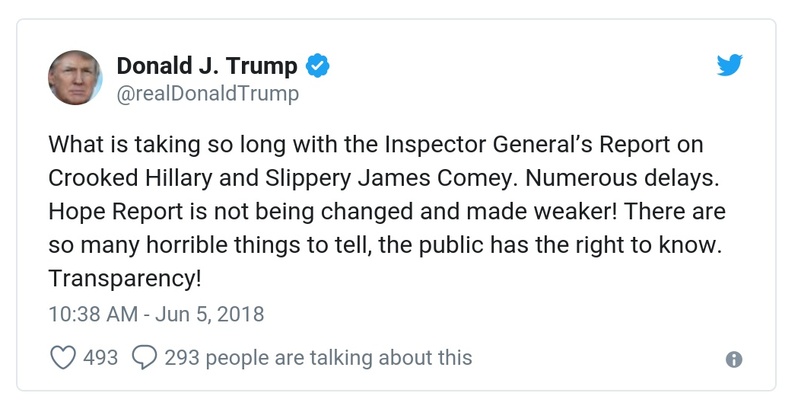 Donald J. Trump
@realDonaldTrump
What is taking so long with the Inspector General’s Report on
Crooked Hillary and Slippery James Comey. Numerous delays.
Hope Report is not being changed and made weaker! There are
so many horrible things to tell, the public has the right to know.
Transparency!
10:38 AM - Jun 5, 2018
493 293 people are talking about this